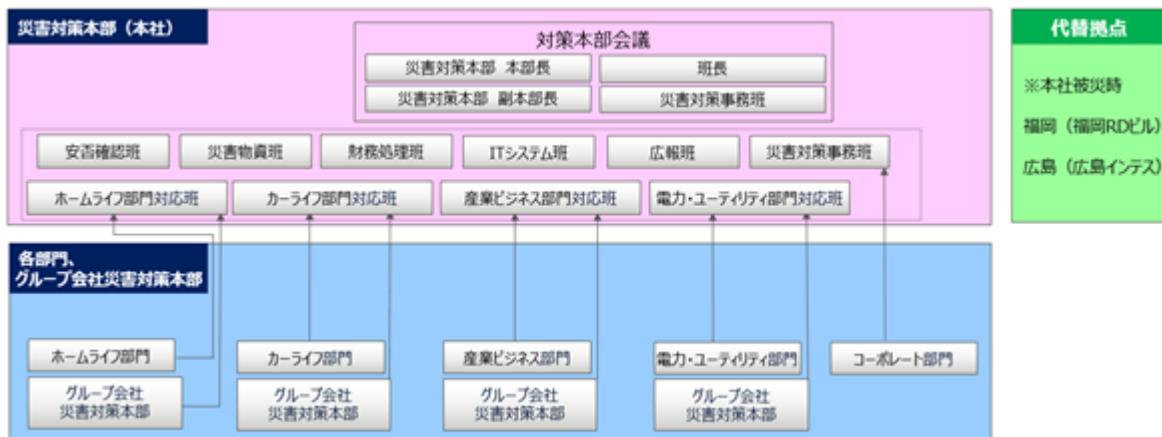 災害対策本部（本社）
対策本部会議
災害対策本部 本部長
班長
災害対策本部 副本部長
災害対策事務班
安否確認班
災害物資班
財務処理班
ITシステム班
広報班
災害対策事務班
ホームライフ部門対応班
カーライフ部門対応班
産業ビジネス部門対応班
電力・ユーティリティ部門対応班
代替拠点
※本社被災時
福岡（福岡RDビル）
広島（広島インテス）
各部門、
グループ会社災害対策本部
ホームライフ部門
カーライフ部門
産業ビジネス部門
電力・ユーティリティ部門
コーポレート部門
グループ会社
災害対策本部
グループ会社
災害対策本部
グループ会社
災害対策本部
グループ会社
災害対策本部